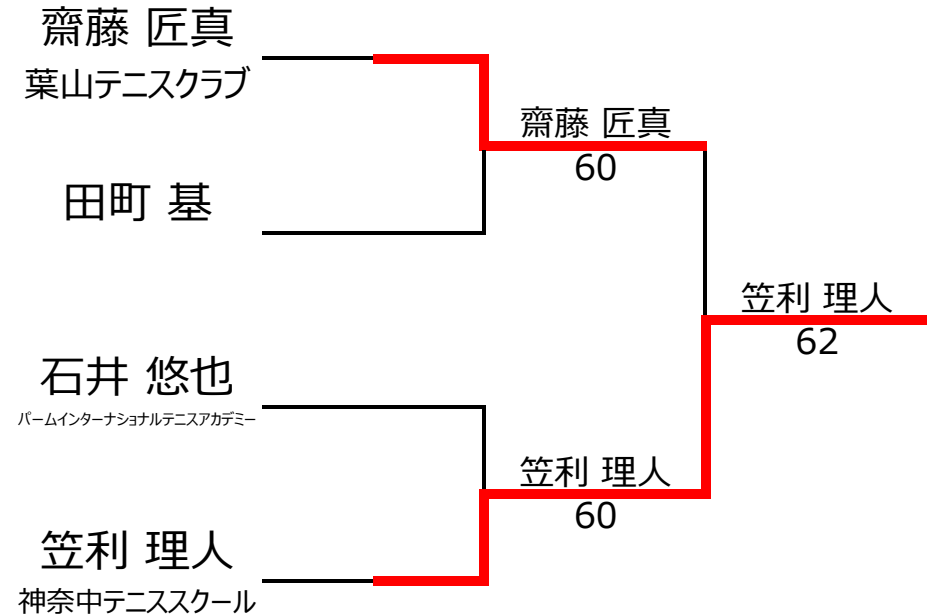 齋藤 匠真
葉山テニスクラブ
齋藤 匠真
60
田町 基
笠利 理人
62
石井 悠也
パームインターナショナルテニスアカデミー
笠利 理人
60
笠利 理人
神奈中テニススクール